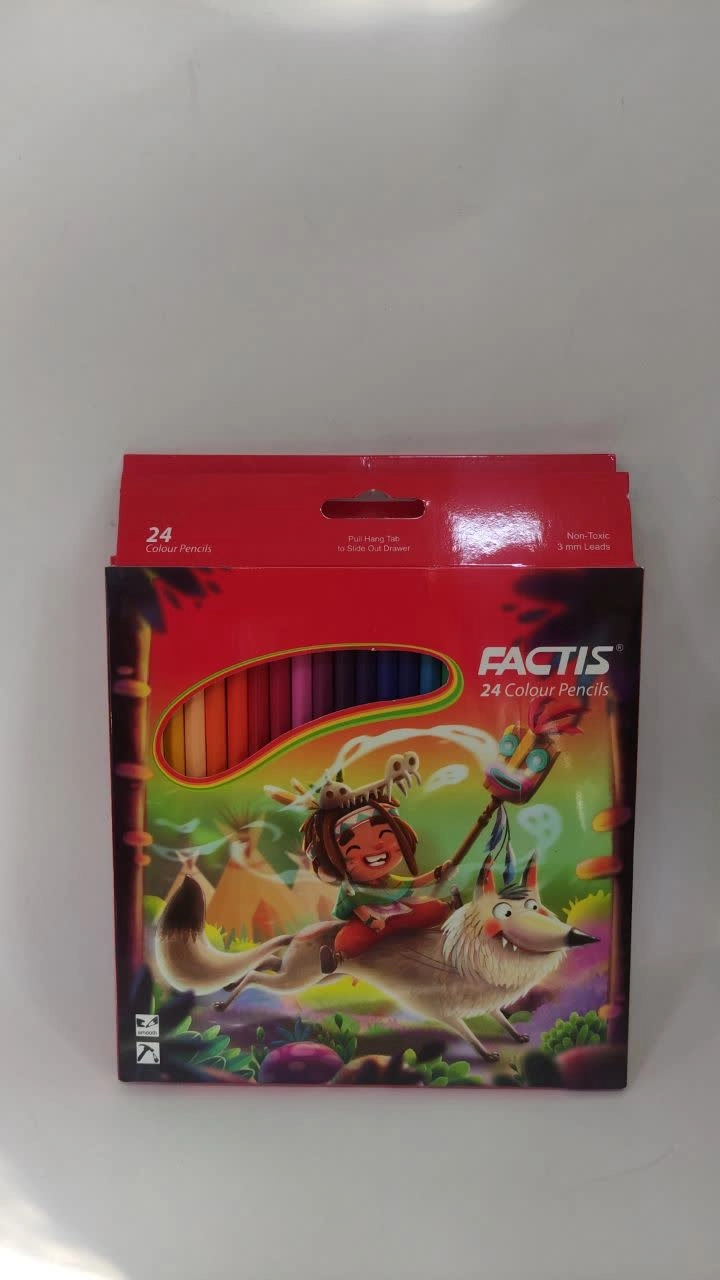 24
Colour Pencils
Pull Hang Tab
to Slide Out Drawer
Non-Toxic
3 mm Leads
FACTIS®
24 Colour Pencils
smooth